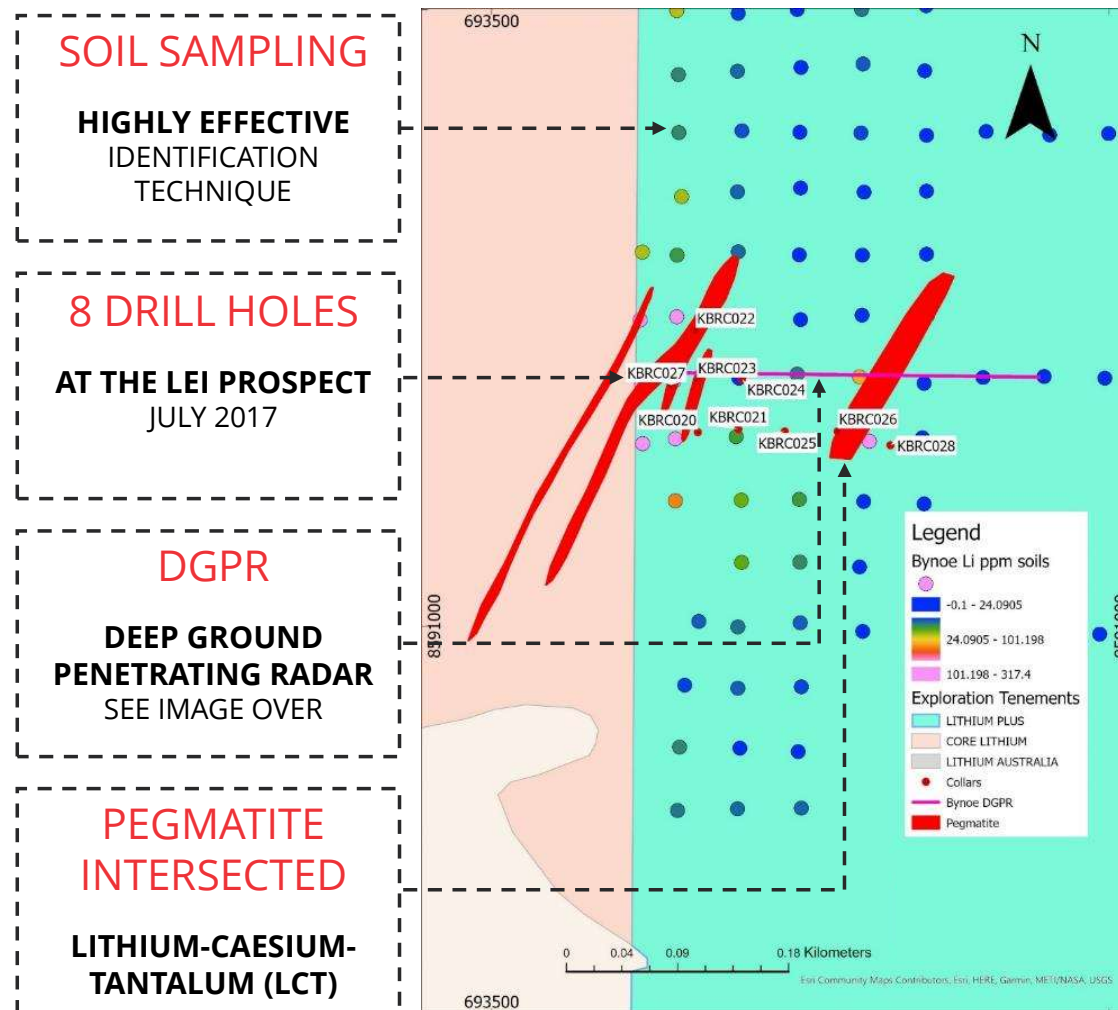 SOIL SAMPLING
HIGHLY EFFECTIVE
IDENTIFICATION
TECHNIQUE
8 DRILL HOLES
AT THE LEI PROSPECT
JULY 2017
DGPR
DEEP GROUND
PENETRATING RADAR
SEE IMAGE OVER
PEGMATITE
INTERSECTED
LITHIUM-CAESIUM-
TANTALUM (LCT)
693500
N
KBRC022
KBRC027
KBRC023
KBRC024
KBRC020
KBRC021
KBRC025
KBRC026
KBRC028
8591000
Legend
Bynoe Li ppm soils
-0.1 - 24.0905
24.0905 - 101.198
101.198 - 317.4
Exploration Tenements
LITHIUM PLUS
CORE LITHIUM
LITHIUM AUSTRALIA
Collars
Bynoe DGPR
Pegmatite
0 0.04 0.09 0.18 Kilometers
Esri Community Maps Contributors, Esri, HERE, Garmin, METI/NASA, USGS
693500